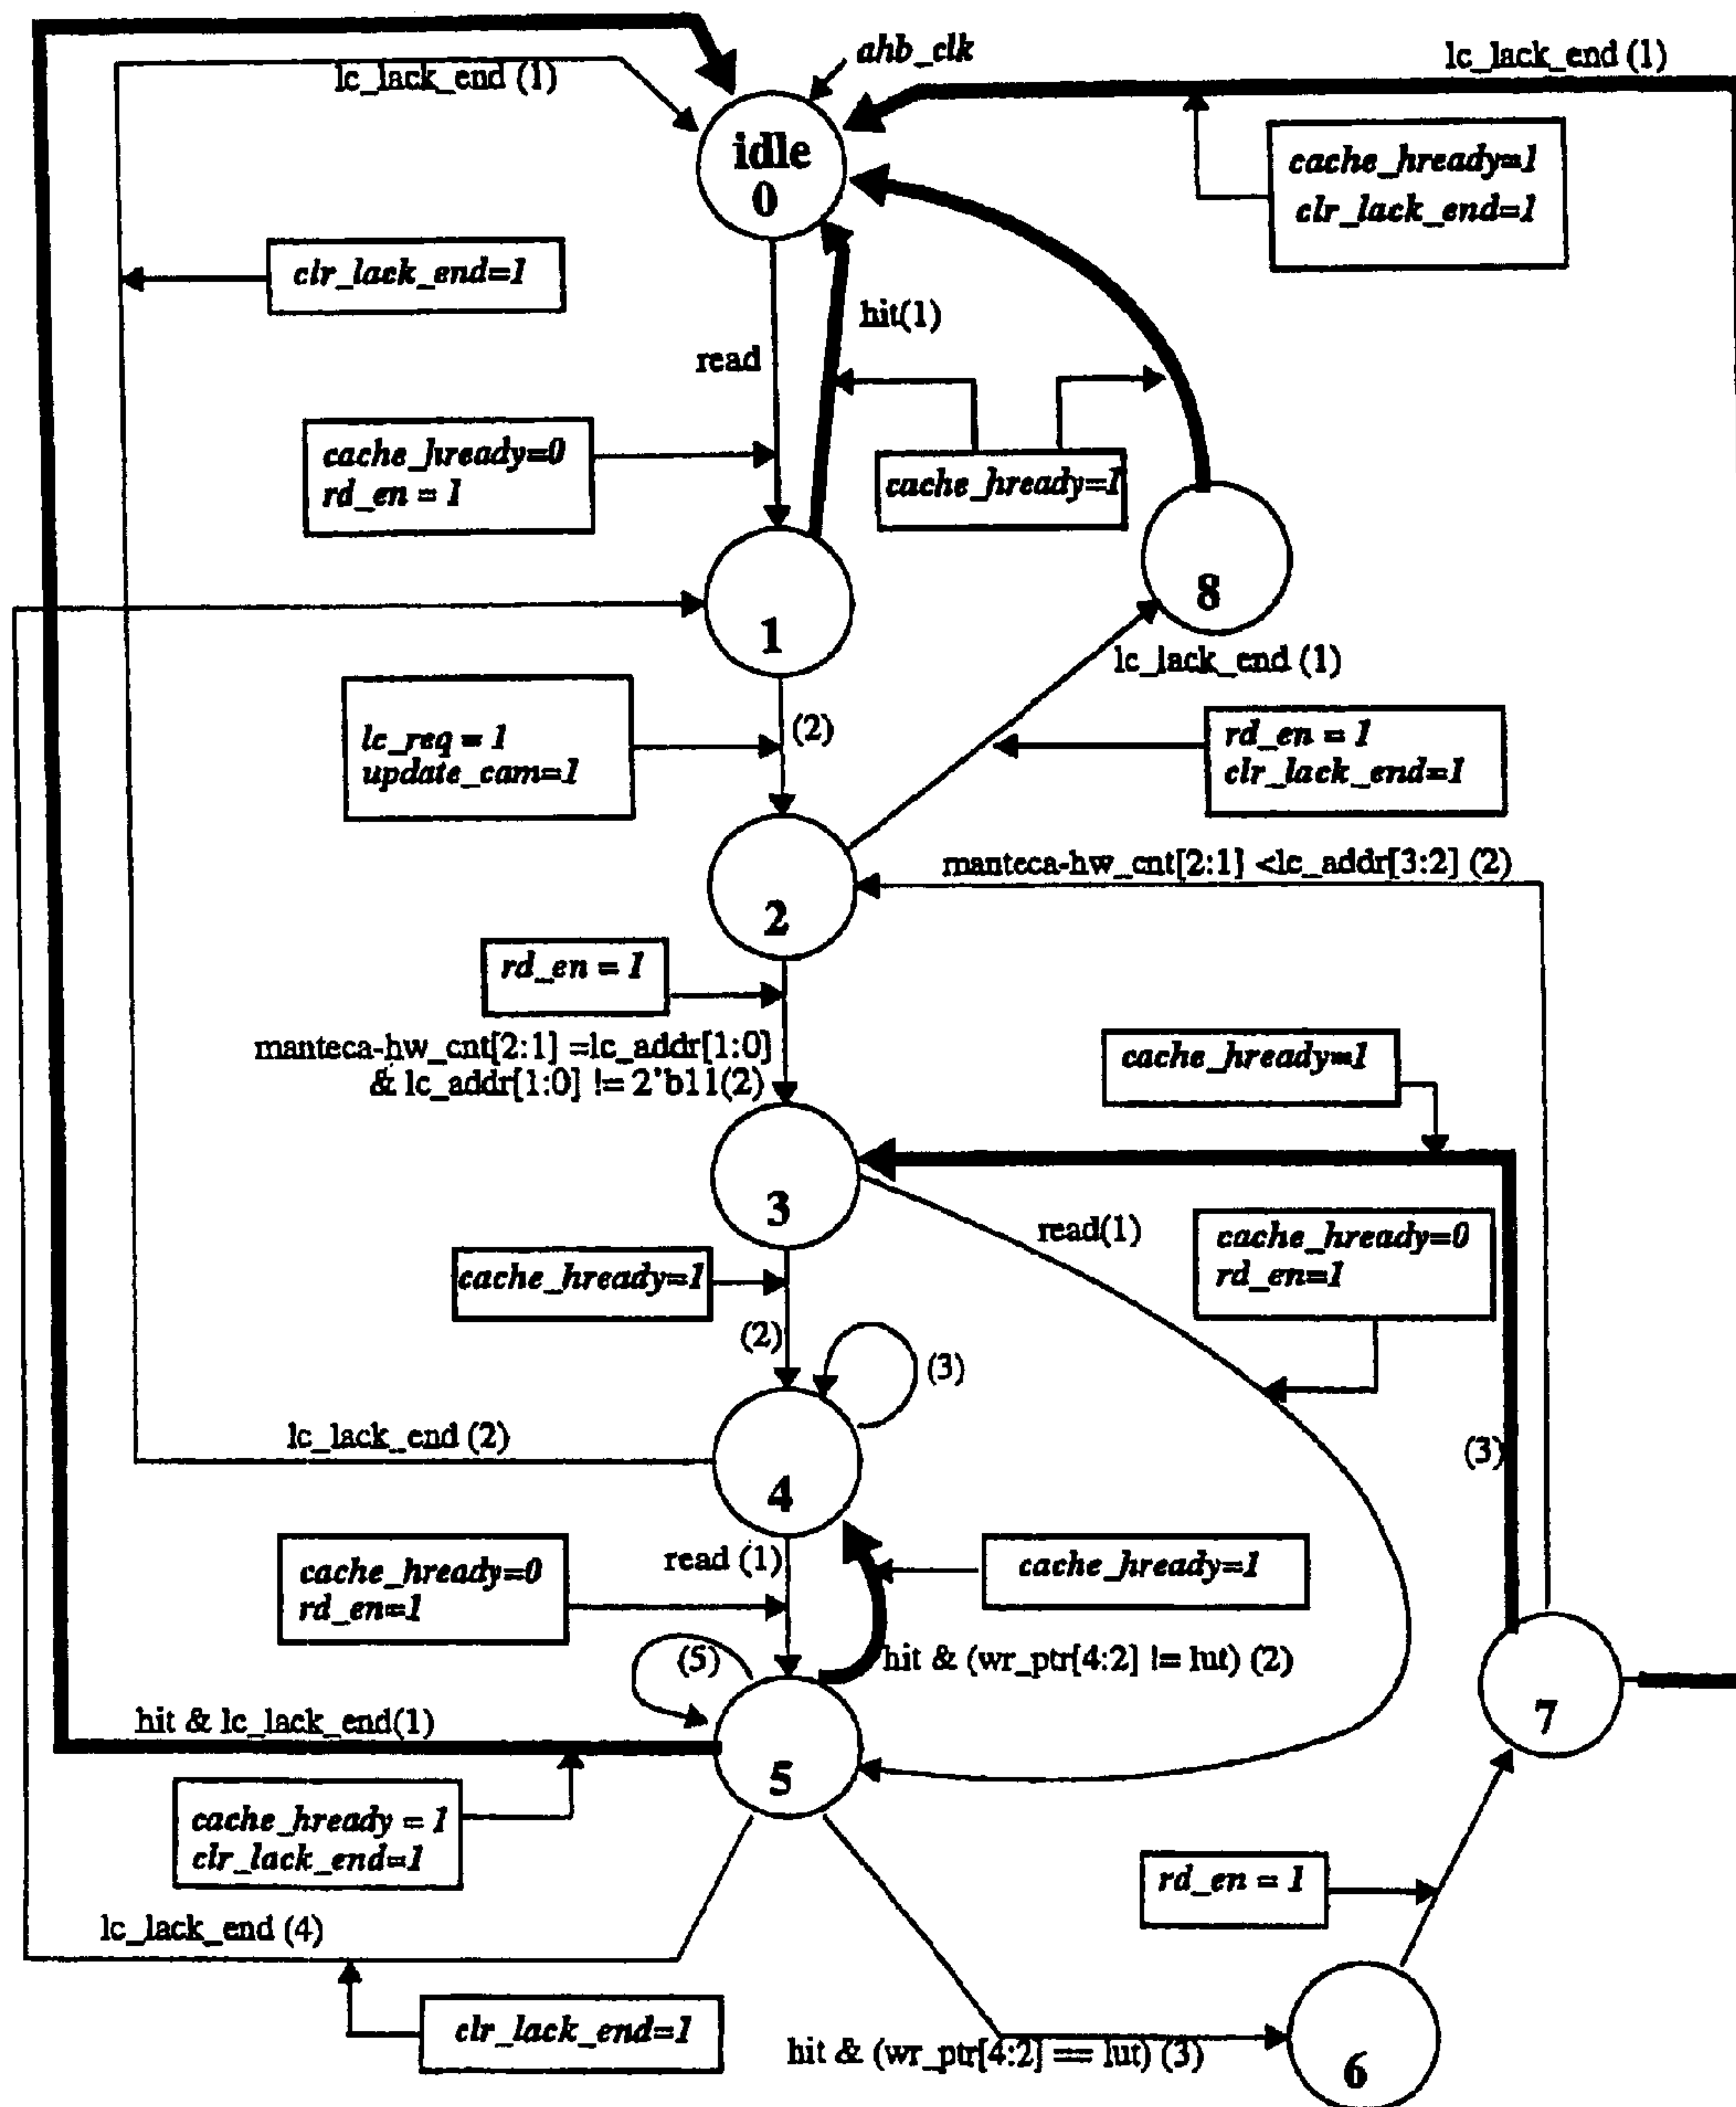 ahb_clk
lc_lack_end (1)
lc_lack_end (1)
idle
0
cache_hready=1
clr_lack_end=1
clr_lack_end=1
hit(1)
read
cache_hready=0
rd_en = 1
cache_hready=1
8
1
lc_lack_end (1)
(2)
lc_req = 1
update_cam=1
rd_en = 1
clr_lack_end=1
manteca-hw_cnt[2:1] <lc_addr[3:2] (2)
2
rd_en = 1
manteca-hw_cnt[2:1] =lc_addr[1:0]
& lc_addr[1:0] != 2'b11(2)
cache_hready=1
3
read(1)
cache_hready=0
rd_en=1
cache_hready=1
(2)
(3)
lc_lack_end (2)
(3)
4
cache_hready=0
rd_en=1
read (1)
cache_hready=1
(5)
hit & (wr_ptr[4:2] != lut) (2)
hit & lc_lack_end(1)
7
5
cache_hready = 1
clr_lack_end=1
rd_en = 1
lc_lack_end (4)
clr_lack_end=1
hit & (wr_ptr[4:2] == lut) (3)
6